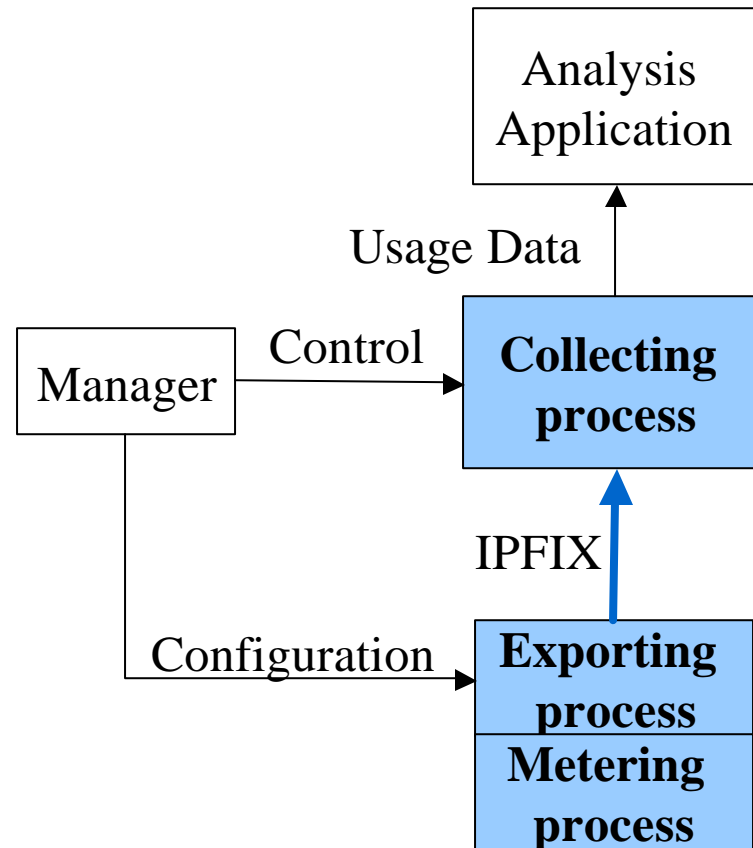 Analysis
Application
Usage Data
Control
Manager
Collecting
process
IPFIX
Configuration
Exporting
process
Metering
process